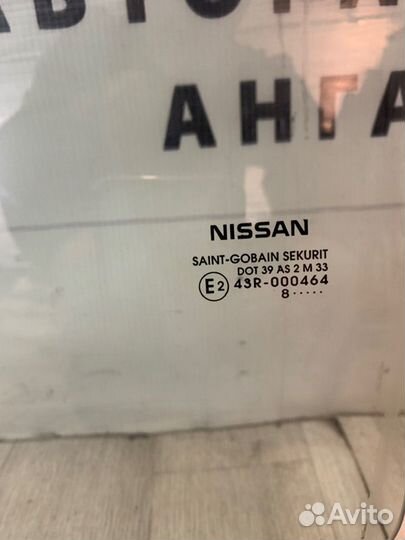 АНГА
NISSAN
SAINT-GOBAIN SEKURIT
DOT 39 AS 2 M 33
E2 43R-000464
8·····
Avito